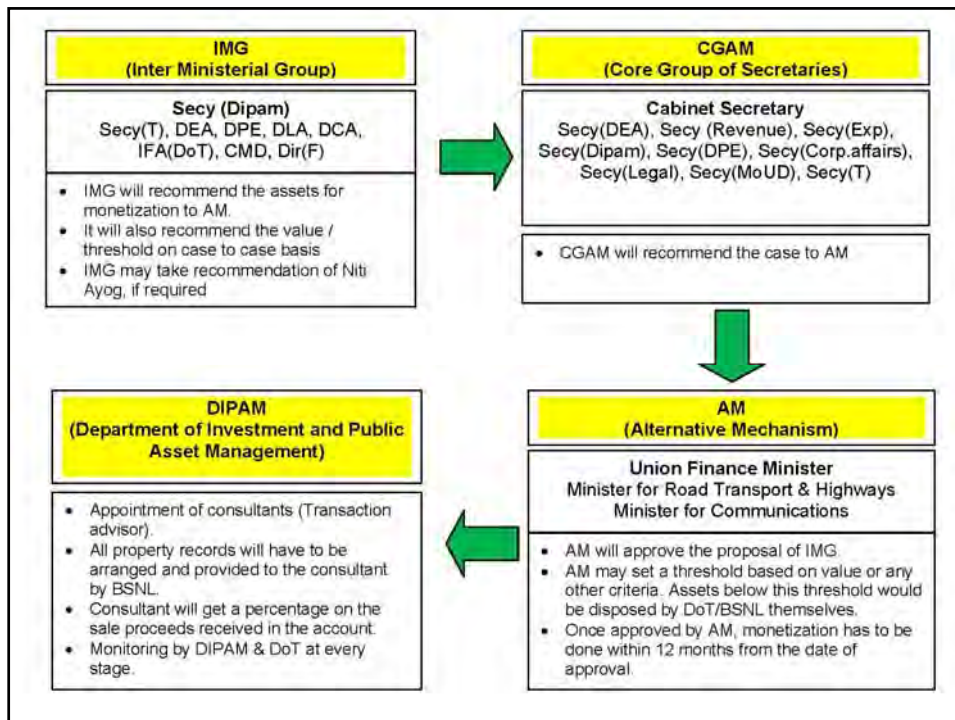 IMG
(Inter Ministerial Group)
Secy (Dipam)
Secy(T), DEA, DPE, DLA, DCA,
IFA(DoT), CMD, Dir(F)
• IMG will recommend the assets for
monetization to AM.
• It will also recommend the value /
threshold on case to case basis
• IMG may take recommendation of Niti
Ayog, if required
CGAM
(Core Group of Secretaries)
Cabinet Secretary
Secy(DEA), Secy (Revenue), Secy(Exp),
Secy(Dipam), Secy(DPE), Secy(Corp.affairs),
Secy(Legal), Secy(MoUD), Secy(T)
• CGAM will recommend the case to AM
DIPAM
(Department of Investment and Public
Asset Management)
• Appointment of consultants (Transaction
advisor).
• All property records will have to be
arranged and provided to the consultant
by BSNL.
• Consultant will get a percentage on the
sale proceeds received in the account.
• Monitoring by DIPAM & DoT at every
stage.
AM
(Alternative Mechanism)
Union Finance Minister
Minister for Road Transport & Highways
Minister for Communications
• AM will approve the proposal of IMG.
• AM may set a threshold based on value or any
other criteria. Assets below this threshold would
be disposed by DoT/BSNL themselves.
• Once approved by AM, monetization has to be
done within 12 months from the date of
approval.